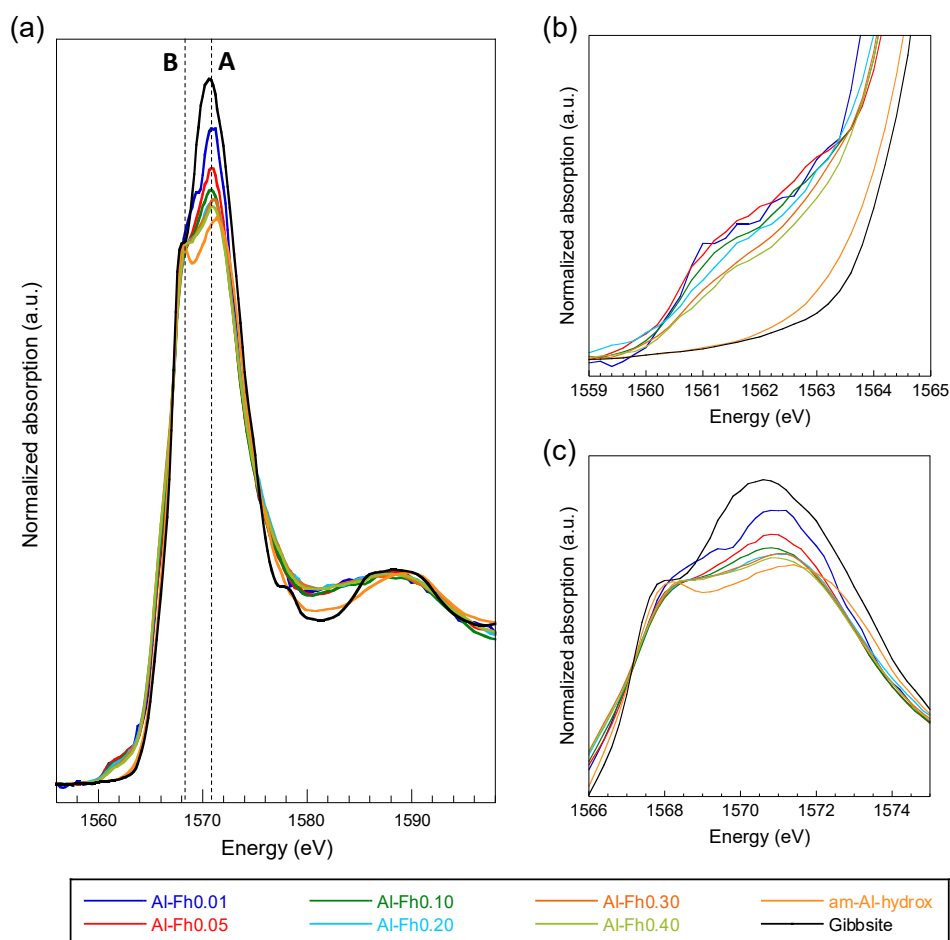 (a)
B A
Normalized absorption (a.u.)
1560 1570 1580 1590
Energy (eV)
(b)
Normalized absorption (a.u.)
1559 1560 1561 1562 1563 1564 1565
Energy (eV)
(c)
Normalized absorption (a.u.)
1566 1568 1570 1572 1574
Energy (eV)
Al-Fh0.01 Al-Fh0.10 Al-Fh0.30 am-Al-hydrox
Al-Fh0.05 Al-Fh0.20 Al-Fh0.40 Gibbsite